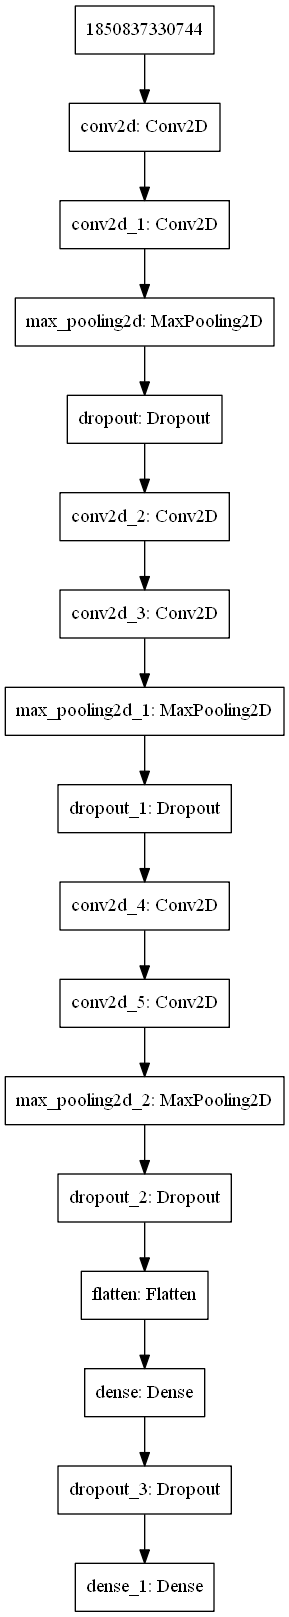 1850837330744
conv2d: Conv2D
conv2d_1: Conv2D
max_pooling2d: MaxPooling2D
dropout: Dropout
conv2d_2: Conv2D
conv2d_3: Conv2D
max_pooling2d_1: MaxPooling2D
dropout_1: Dropout
conv2d_4: Conv2D
conv2d_5: Conv2D
max_pooling2d_2: MaxPooling2D
dropout_2: Dropout
flatten: Flatten
dense: Dense
dropout_3: Dropout
dense_1: Dense